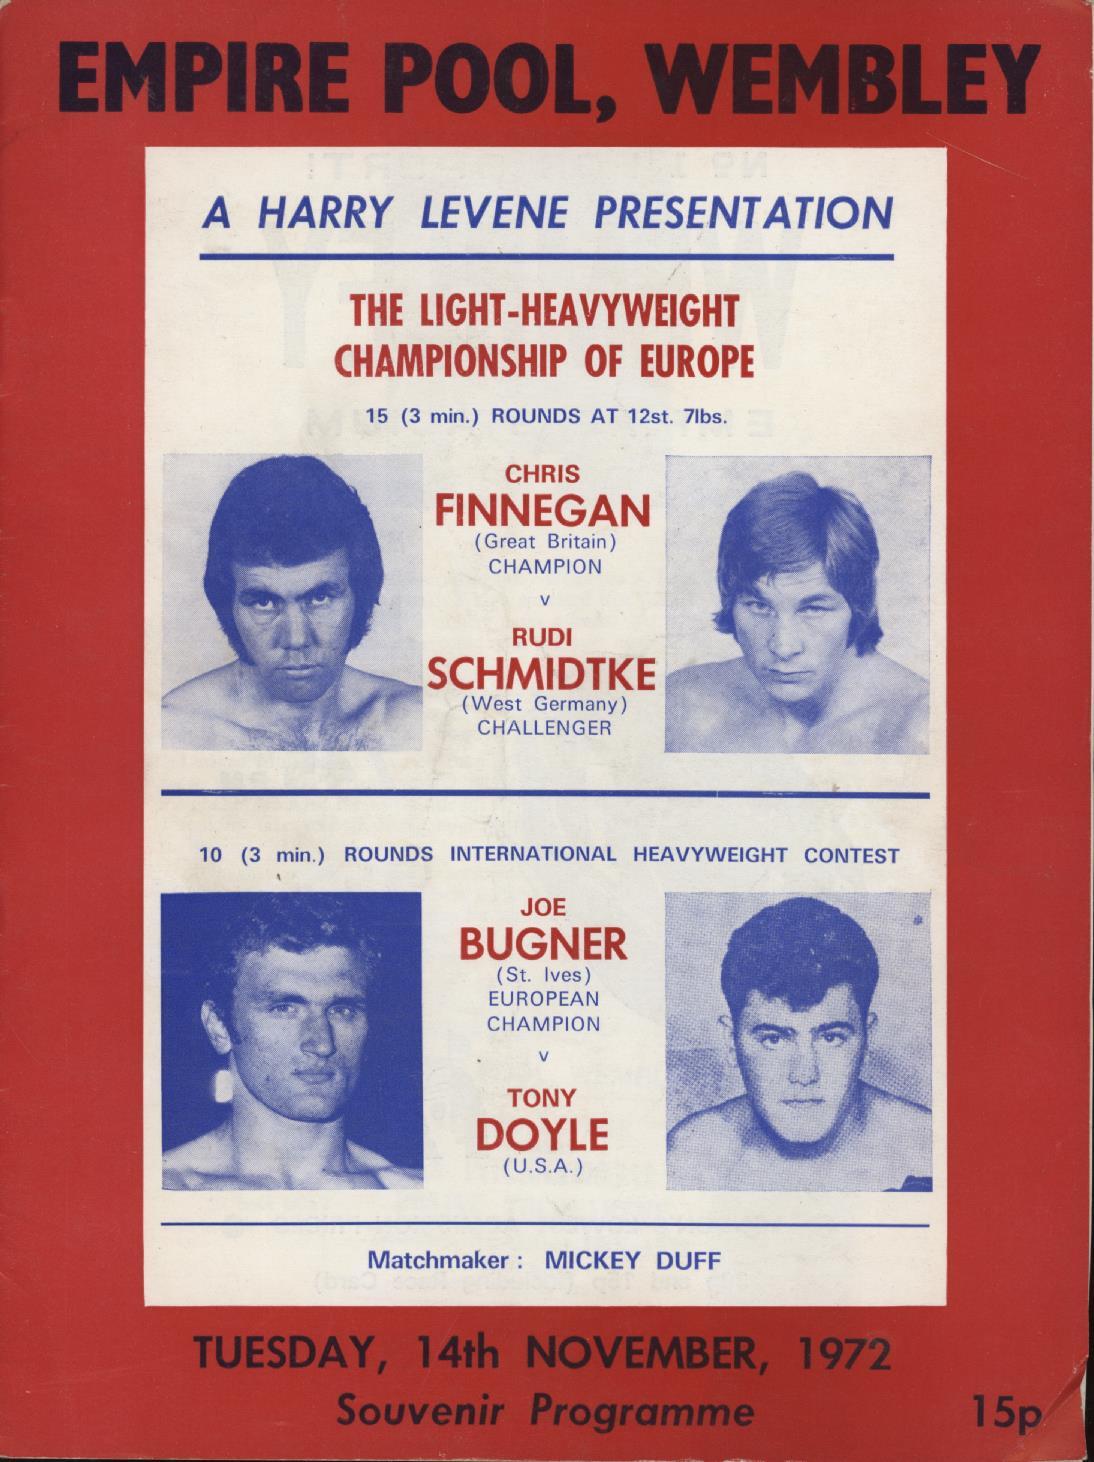 EMPIRE POOL, WEMBLEY
A HARRY LEVENE PRESENTATION
THE LIGHT-HEAVYWEIGHT
CHAMPIONSHIP OF EUROPE
15 (3 min.) ROUNDS AT 12st. 7lbs.
CHRIS
FINNEGAN
(Great Britain)
CHAMPION
v
RUDI
SCHMIDTKE
(West Germany)
CHALLENGER
10 (3 min.) ROUNDS INTERNATIONAL HEAVYWEIGHT CONTEST
JOE
BUGNER
(St. Ives)
EUROPEAN
CHAMPION
v
TONY
DOYLE
(U.S.A.)
Matchmaker : MICKEY DUFF
TUESDAY, 14th NOVEMBER, 1972
Souvenir Programme
15p